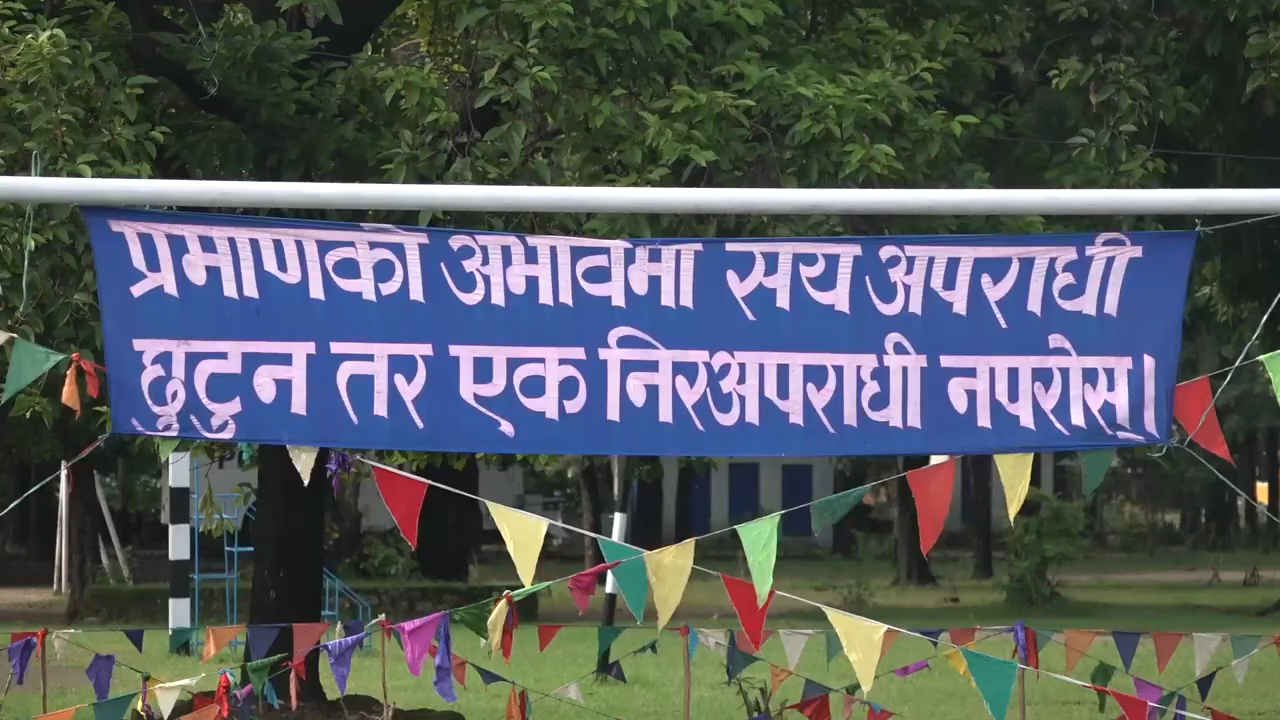 प्रमाणको अभावमा सय अपराधी
छुटुन तर एक निरअपराधी नपरोस्।